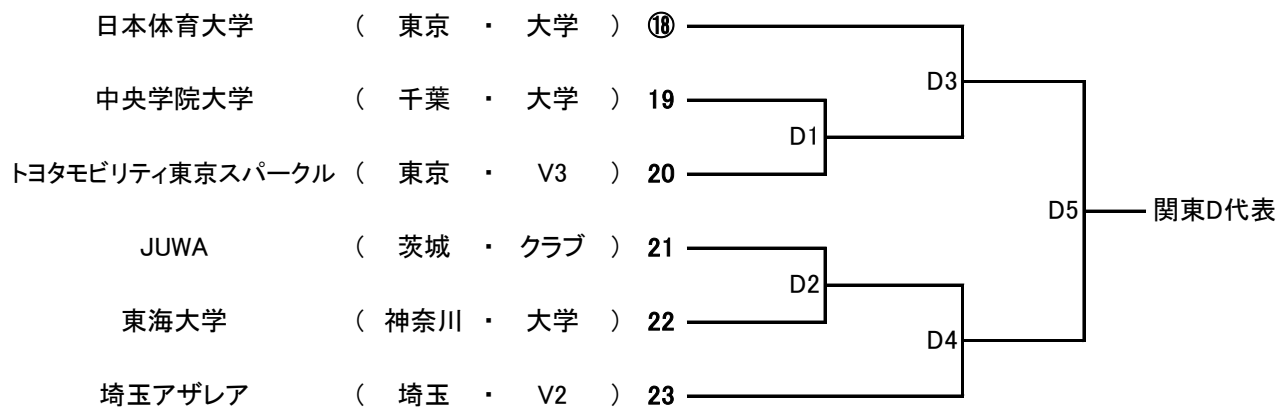 日本体育大学 ( 東京 ・ 大学 ) ⑱
D3
中央学院大学 ( 千葉 ・ 大学 ) 19
D1
トヨタモビリティ東京スパークル ( 東京 ・ V3 ) 20
D5 関東D代表
JUWA ( 茨城 ・ クラブ ) 21
D2
東海大学 ( 神奈川 ・ 大学 ) 22
D4
埼玉アザレア ( 埼玉 ・ V2 ) 23